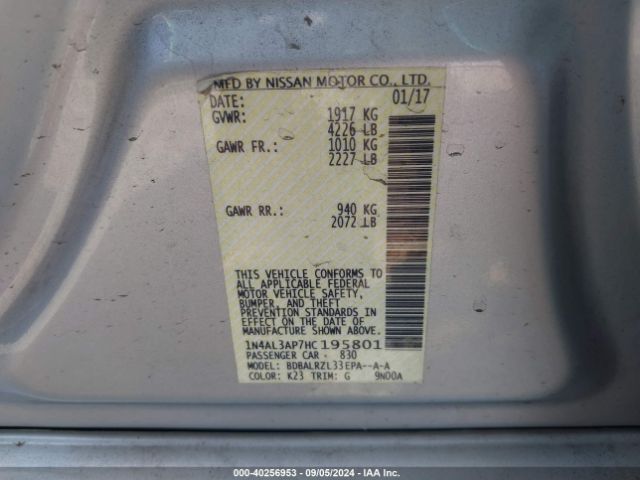 MFD BY NISSAN MOTOR CO., LTD.
DATE: 01/17
GVWR: 1917 KG
4226 LB
GAWR FR.: 1010 KG
2227 LB
GAWR RR.: 940 KG
2072 LB
THIS VEHICLE CONFORMS TO
ALL APPLICABLE FEDERAL
MOTOR VEHICLE SAFETY,
BUMPER, AND THEFT
PREVENTION STANDARDS IN
EFFECT ON THE DATE OF
MANUFACTURE SHOWN ABOVE.
1N4AL3AP7HC195801
PASSENGER CAR - 830
MODEL: BDBALRZL33EPA--A-A
COLOR: K23 TRIM: G 9N00A
000-40256953 - 09/05/2024 - IAA Inc.